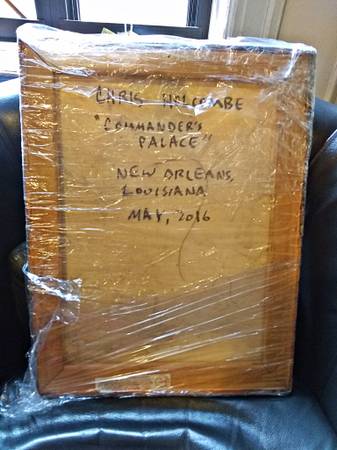 CHRIS HOLCOMBE
"COMMANDER'S
PALACE"
NEW ORLEANS,
LOUISIANA
MAY, 2016